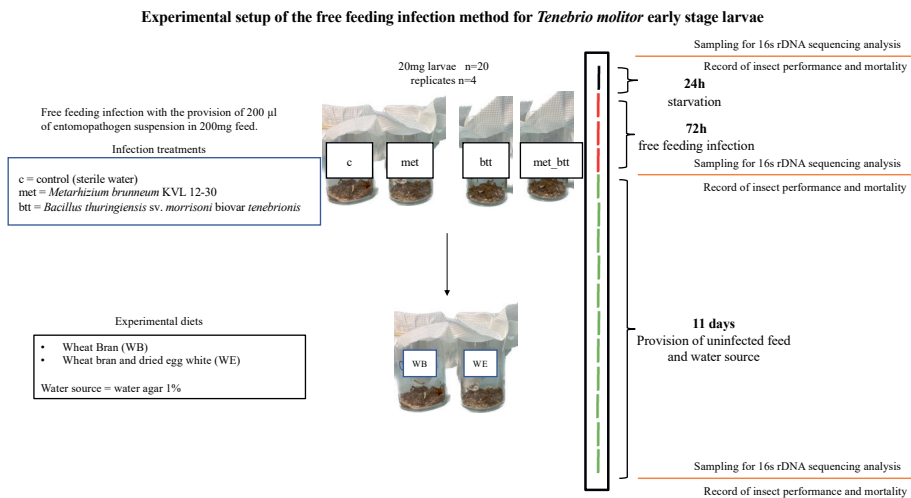 Experimental setup of the free feeding infection method for Tenebrio molitor early stage larvae
Sampling for 16s rDNA sequencing analysis
Record of insect performance and mortality
20mg larvae n=20
replicates n=4
24h
starvation
Free feeding infection with the provision of 200 µl
of entomopathogen suspension in 200mg feed.
72h
free feeding infection
Infection treatments
c
met
btt
met_btt
c = control (sterile water)
met = Metarhizium brunneum KVL 12-30
btt = Bacillus thuringiensis sv. morrisoni biovar tenebrionis
Sampling for 16s rDNA sequencing analysis
Record of insect performance and mortality
Experimental diets
• Wheat Bran (WB)
• Wheat bran and dried egg white (WE)
Water source = water agar 1%
WB
WE
11 days
Provision of uninfected feed
and water source
Sampling for 16s rDNA sequencing analysis
Record of insect performance and mortality